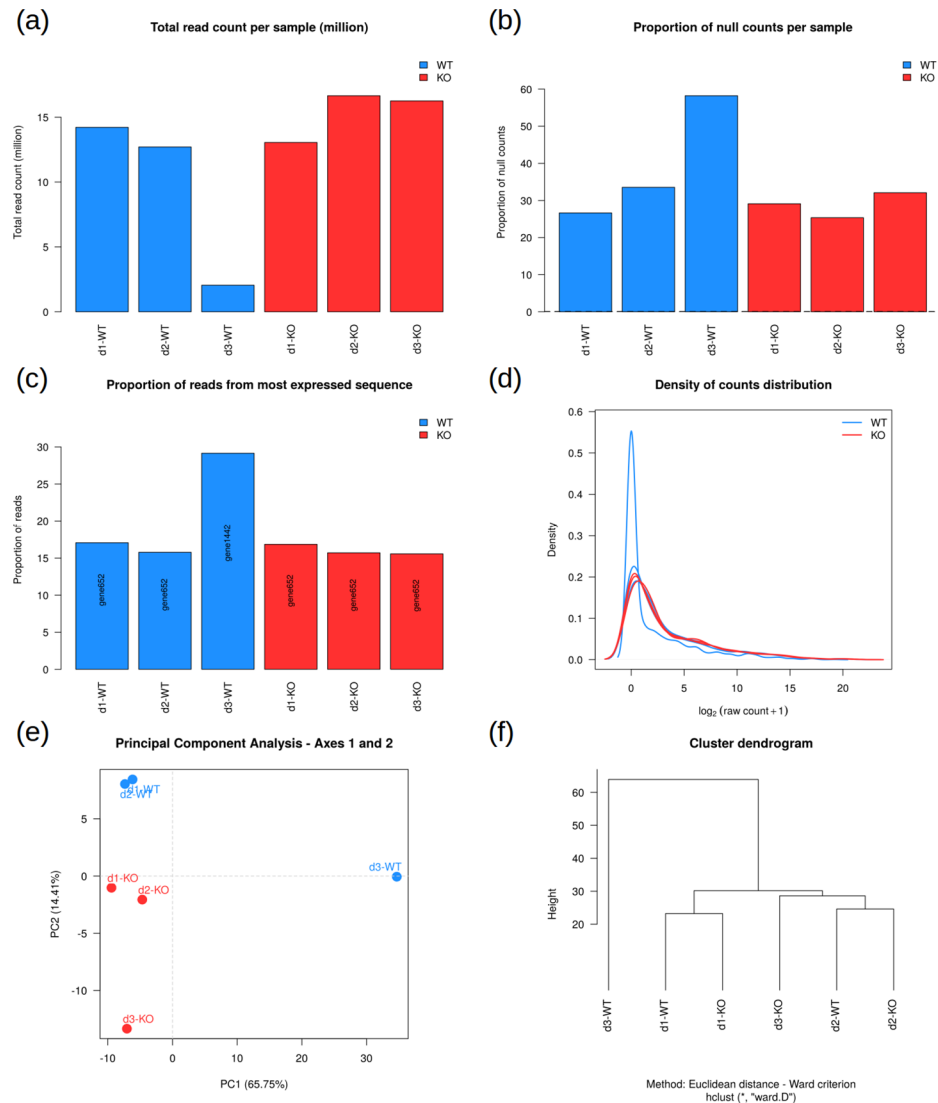 (a)
Total read count per sample (million)
WT
KO
Total read count (million)
15
10
5
0
d1-WT
d2-WT
d3-WT
d1-KO
d2-KO
d3-KO
(b)
Proportion of null counts per sample
WT
KO
Proportion of null counts
60
50
40
30
20
10
0
d1-WT
d2-WT
d3-WT
d1-KO
d2-KO
d3-KO
(c)
Proportion of reads from most expressed sequence
WT
KO
Proportion of reads
30
25
20
15
10
5
0
gene652
gene652
gene1442
gene652
gene652
gene652
d1-WT
d2-WT
d3-WT
d1-KO
d2-KO
d3-KO
(d)
Density of counts distribution
WT
KO
Density
0.6
0.5
0.4
0.3
0.2
0.1
0.0
0 5 10 15 20
log2 (raw count+1)
(e)
Principal Component Analysis - Axes 1 and 2
PC2 (14.41%)
5
0
-5
-10
d1-WT
d2-WT
d3-WT
d1-KO
d2-KO
d3-KO
-10 0 10 20 30
PC1 (65.75%)
(f)
Cluster dendrogram
Height
60
50
40
30
20
d3-WT
d1-WT
d1-KO
d3-KO
d2-WT
d2-KO
Method: Euclidean distance - Ward criterion
hclust (*, "ward.D")